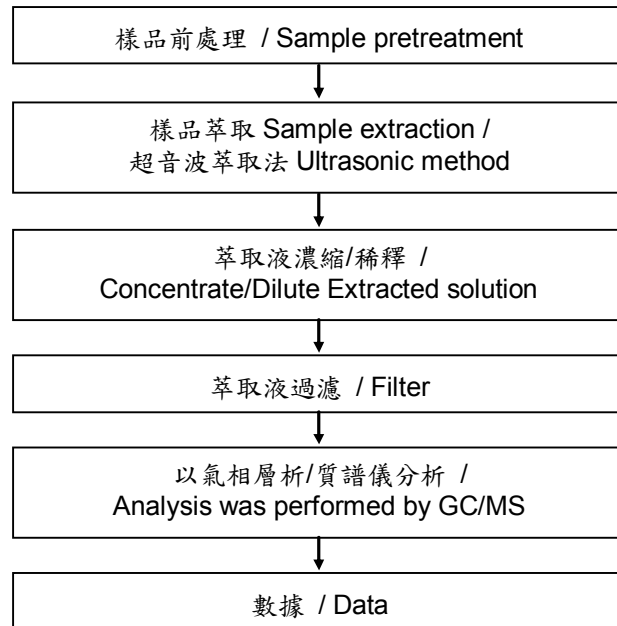 樣品前處理 / Sample pretreatment
樣品萃取 Sample extraction /
超音波萃取法 Ultrasonic method
萃取液濃縮/稀釋 /
Concentrate/Dilute Extracted solution
萃取液過濾 / Filter
以氣相層析/質譜儀分析 /
Analysis was performed by GC/MS
數據 / Data